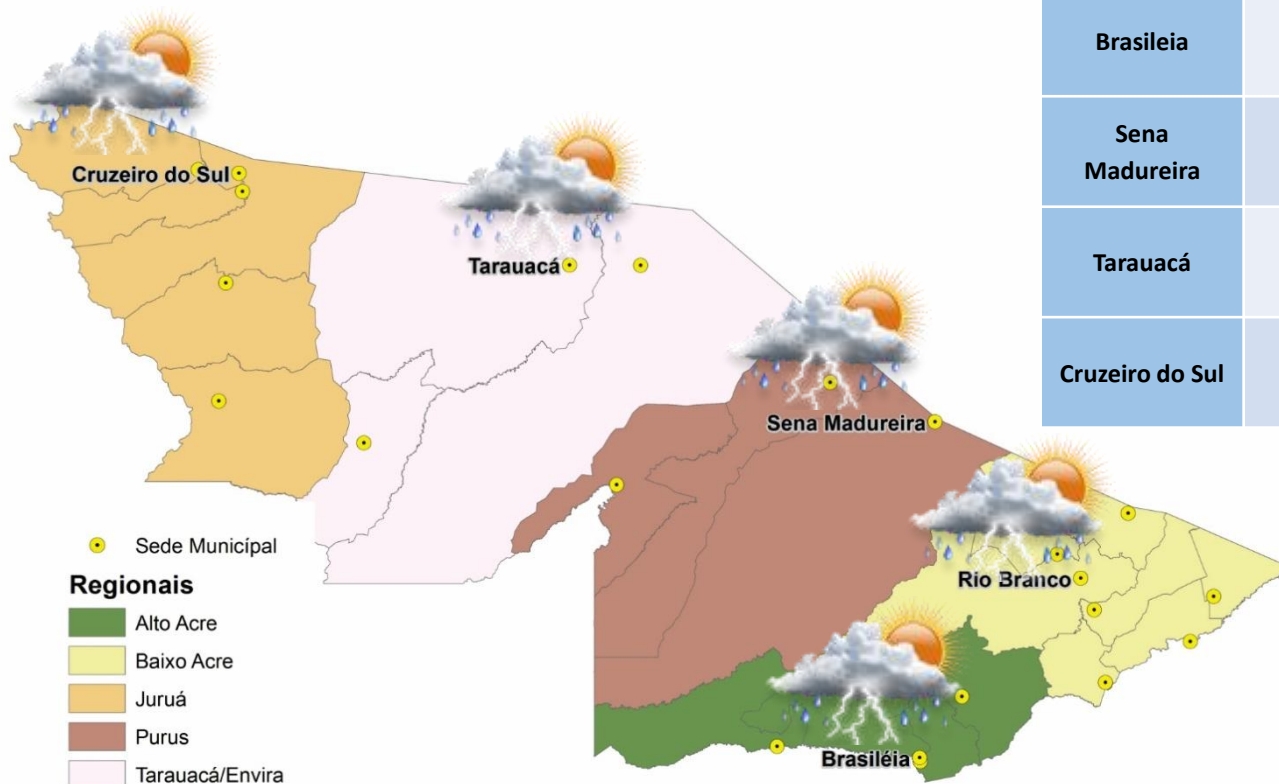 Cruzeiro do Sul
Tarauacá
Sena Madureira
Rio Branco
Brasiléia
Sede Municípal
Regionais
Alto Acre
Baixo Acre
Juruá
Purus
Tarauacá/Envira
Brasileia
Sena
Madureira
Tarauacá
Cruzeiro do Sul